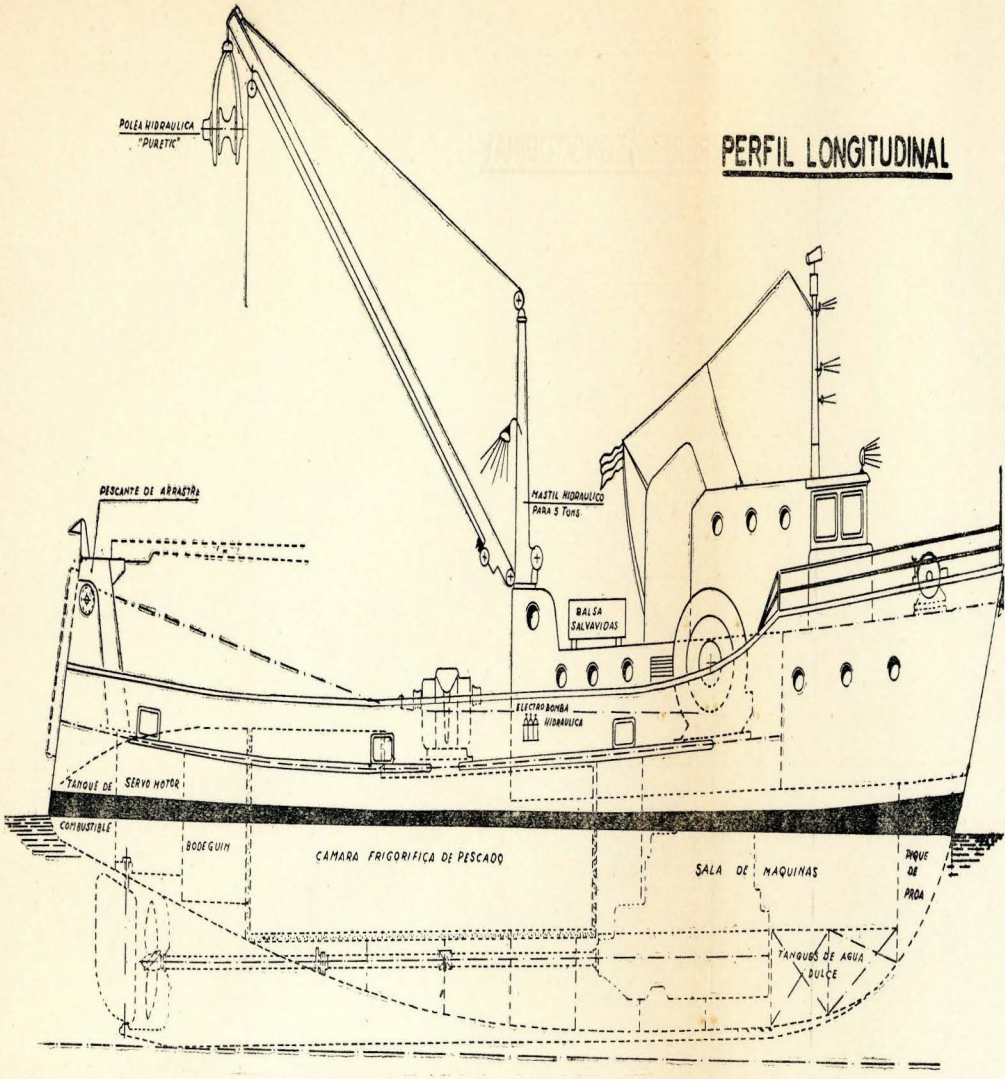 PERFIL LONGITUDINAL
POLEA HIDRAULICA
"PURETIC"
PESCANTE DE ARRASTRE
MASTIL HIDRAULICO
PARA 5 TONS
BALSA
SALVAVIDAS
ELECTRO BOMBA
HIDRAULICA
TANQUE DE
SERVO MOTOR
COMBUSTIBLE
BODEGUIN
CAMARA FRIGORIFICA DE PESCADO
SALA DE MAQUINAS
PIQUE
DE
PROA
TANQUES DE AGUA
DULCE